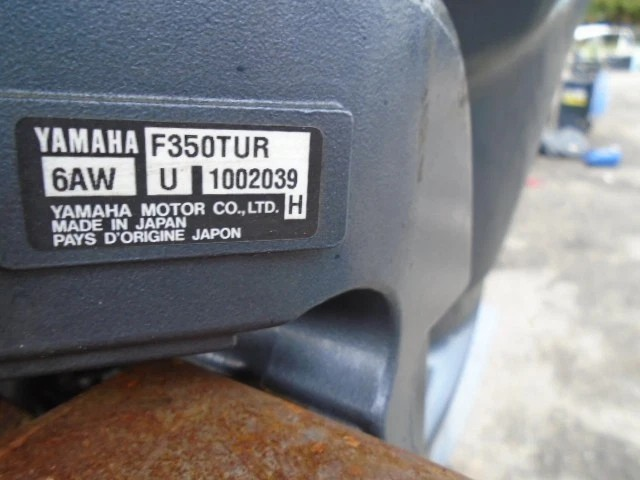 YAMAHA F350TUR
6AW U 1002039
YAMAHA MOTOR CO., LTD. H
MADE IN JAPAN
PAYS D'ORIGINE JAPON